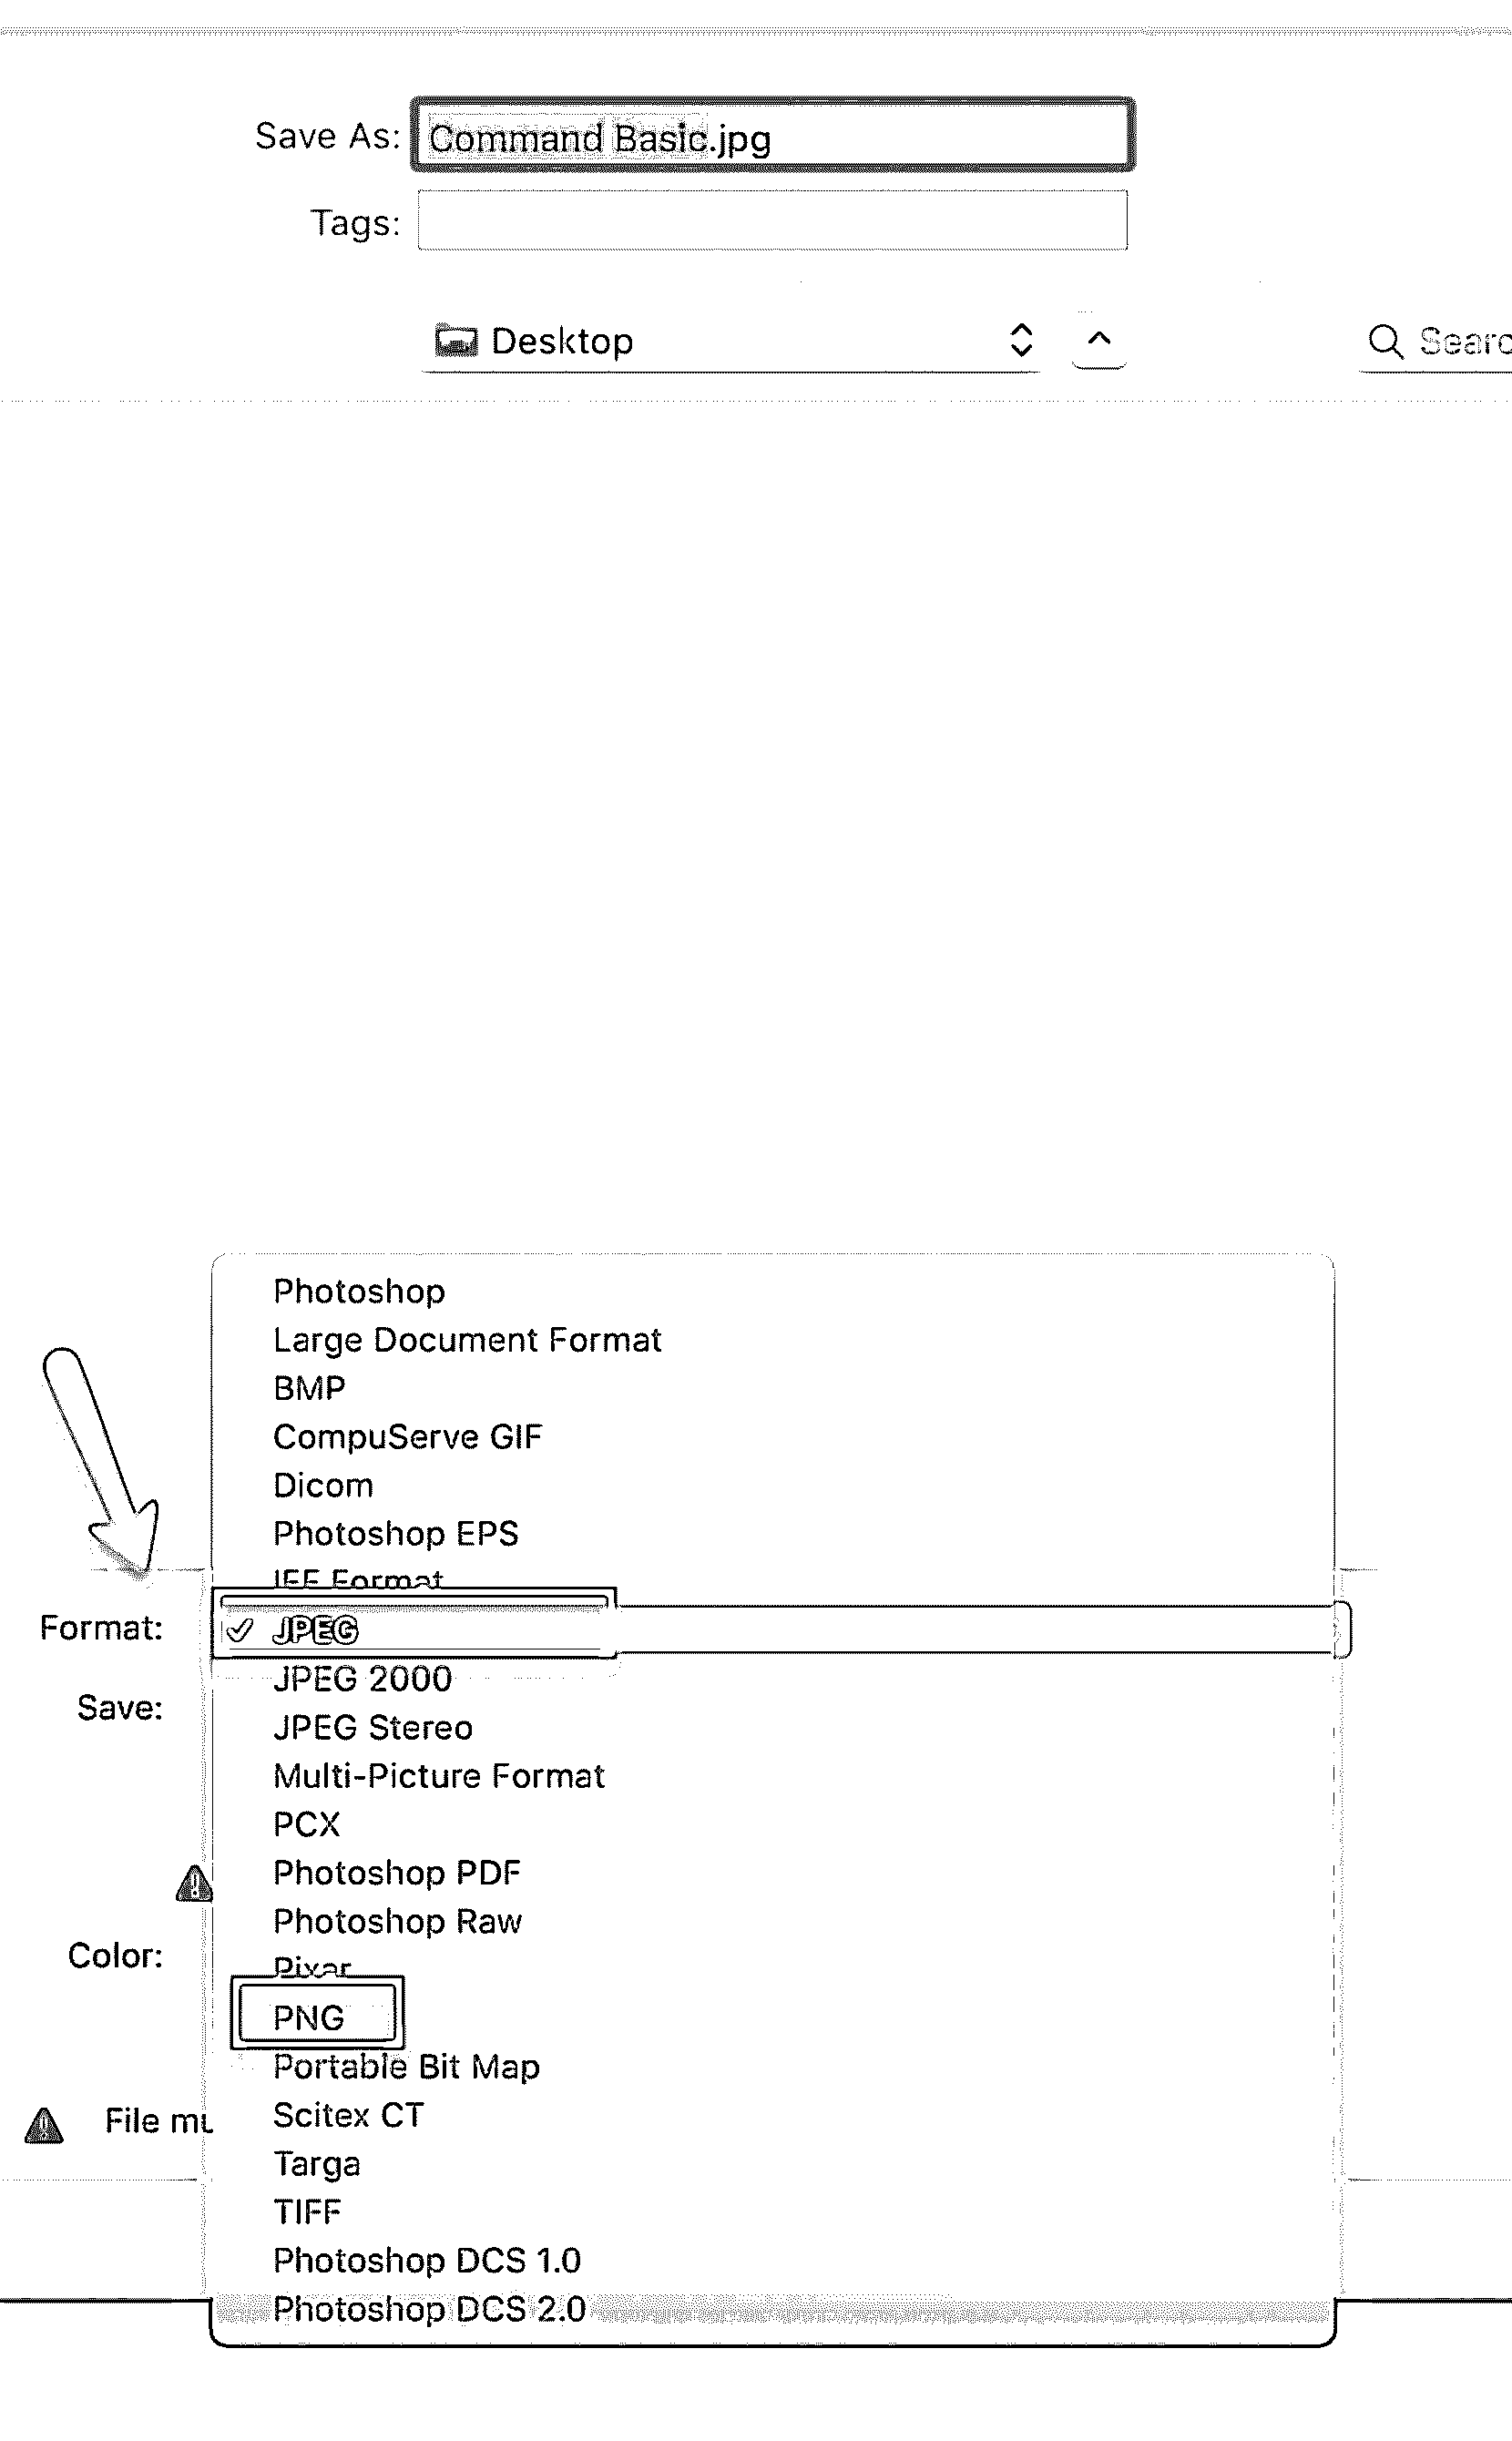 Save As: Command Basic.jpg
Tags:
Desktop
Photoshop
Large Document Format
BMP
CompuServe GIF
Dicom
Photoshop EPS
IFF Format
Format: JPEG
JPEG 2000
Save:
JPEG Stereo
Multi-Picture Format
PCX
Photoshop PDF
Photoshop Raw
Color:
Pixar
PNG
Portable Bit Map
Scitex CT
File
Targa
TIFF
Photoshop DCS 1.0
Photoshop DCS 2.0